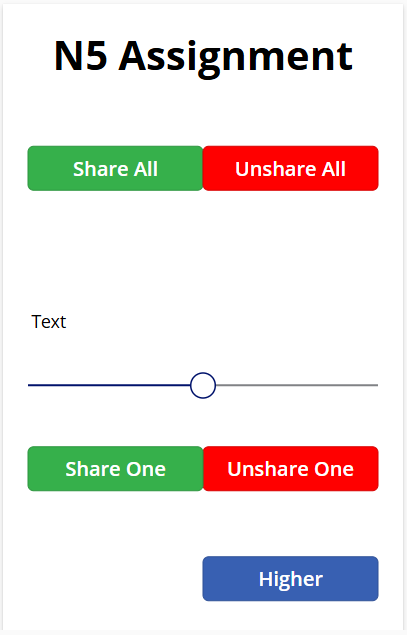 N5 Assignment
Share All
Unshare All
Text
Share One
Unshare One
Higher